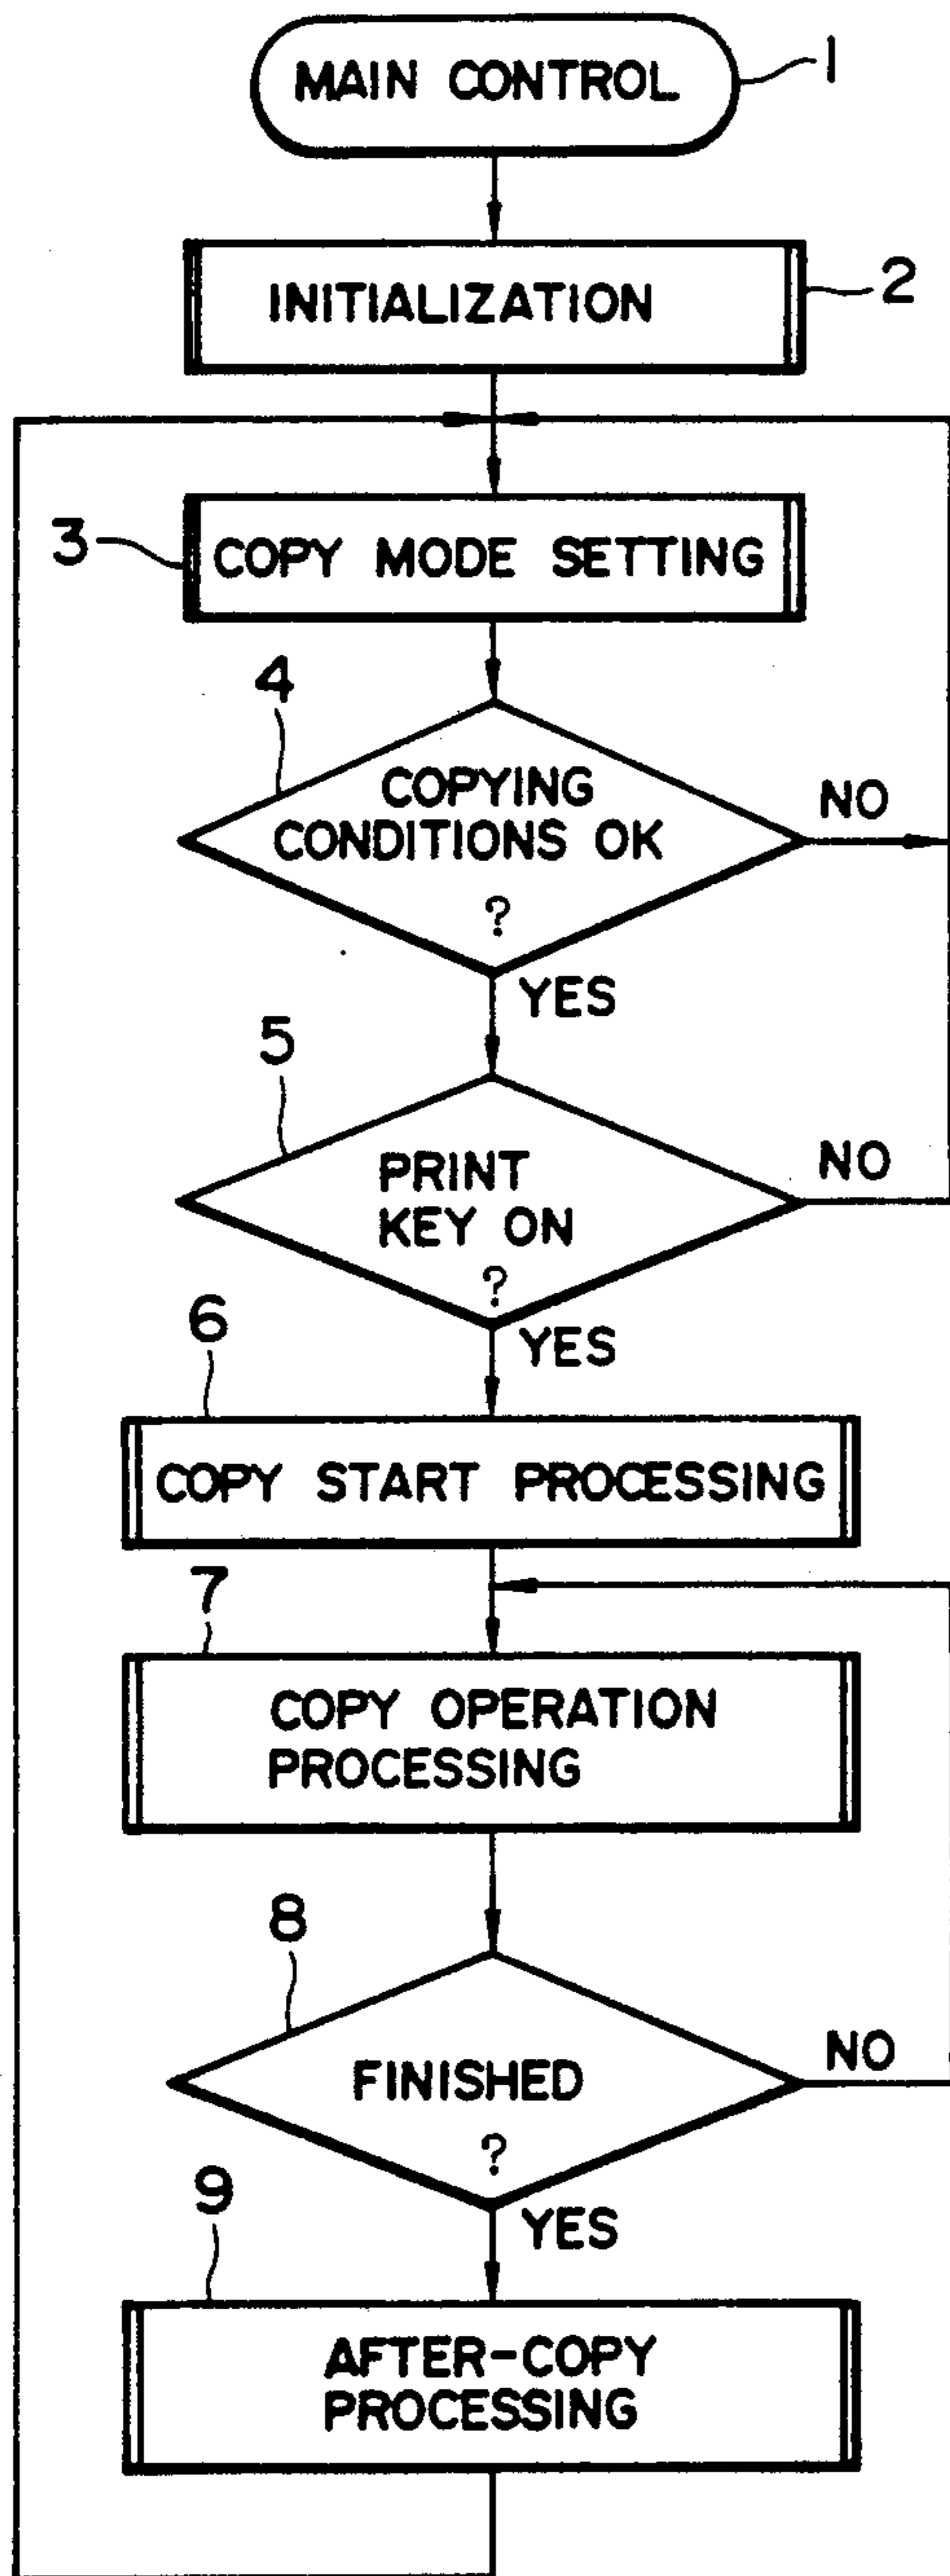 MAIN CONTROL
1
INITIALIZATION
2
3
COPY MODE SETTING
4
COPYING
CONDITIONS OK
?
NO
YES
5
PRINT
KEY ON
?
NO
YES
6
COPY START PROCESSING
7
COPY OPERATION
PROCESSING
8
FINISHED
?
NO
YES
9
AFTER-COPY
PROCESSING